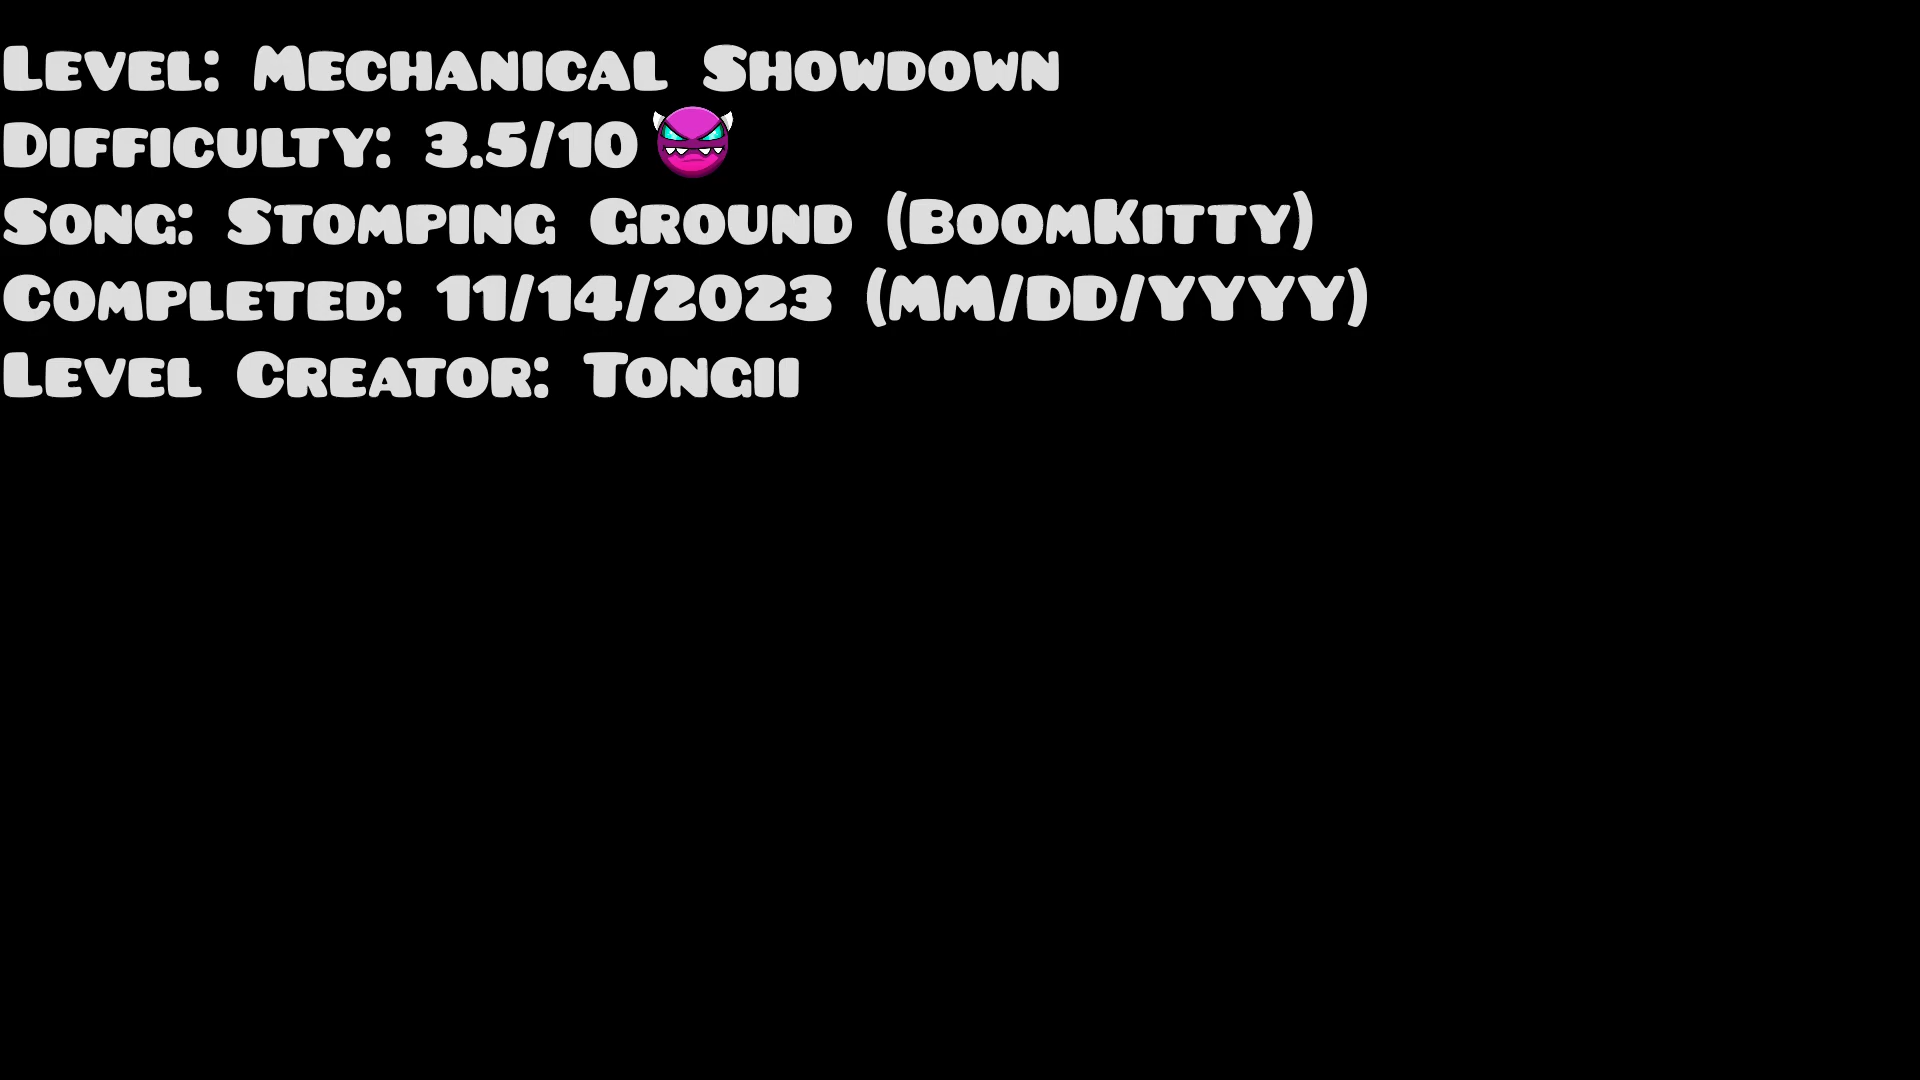 Level: Mechanical Showdown
Difficulty: 3.5/10
Song: Stomping Ground (BoomKitty)
Completed: 11/14/2023 (MM/DD/YYYY)
Level Creator: Tongii